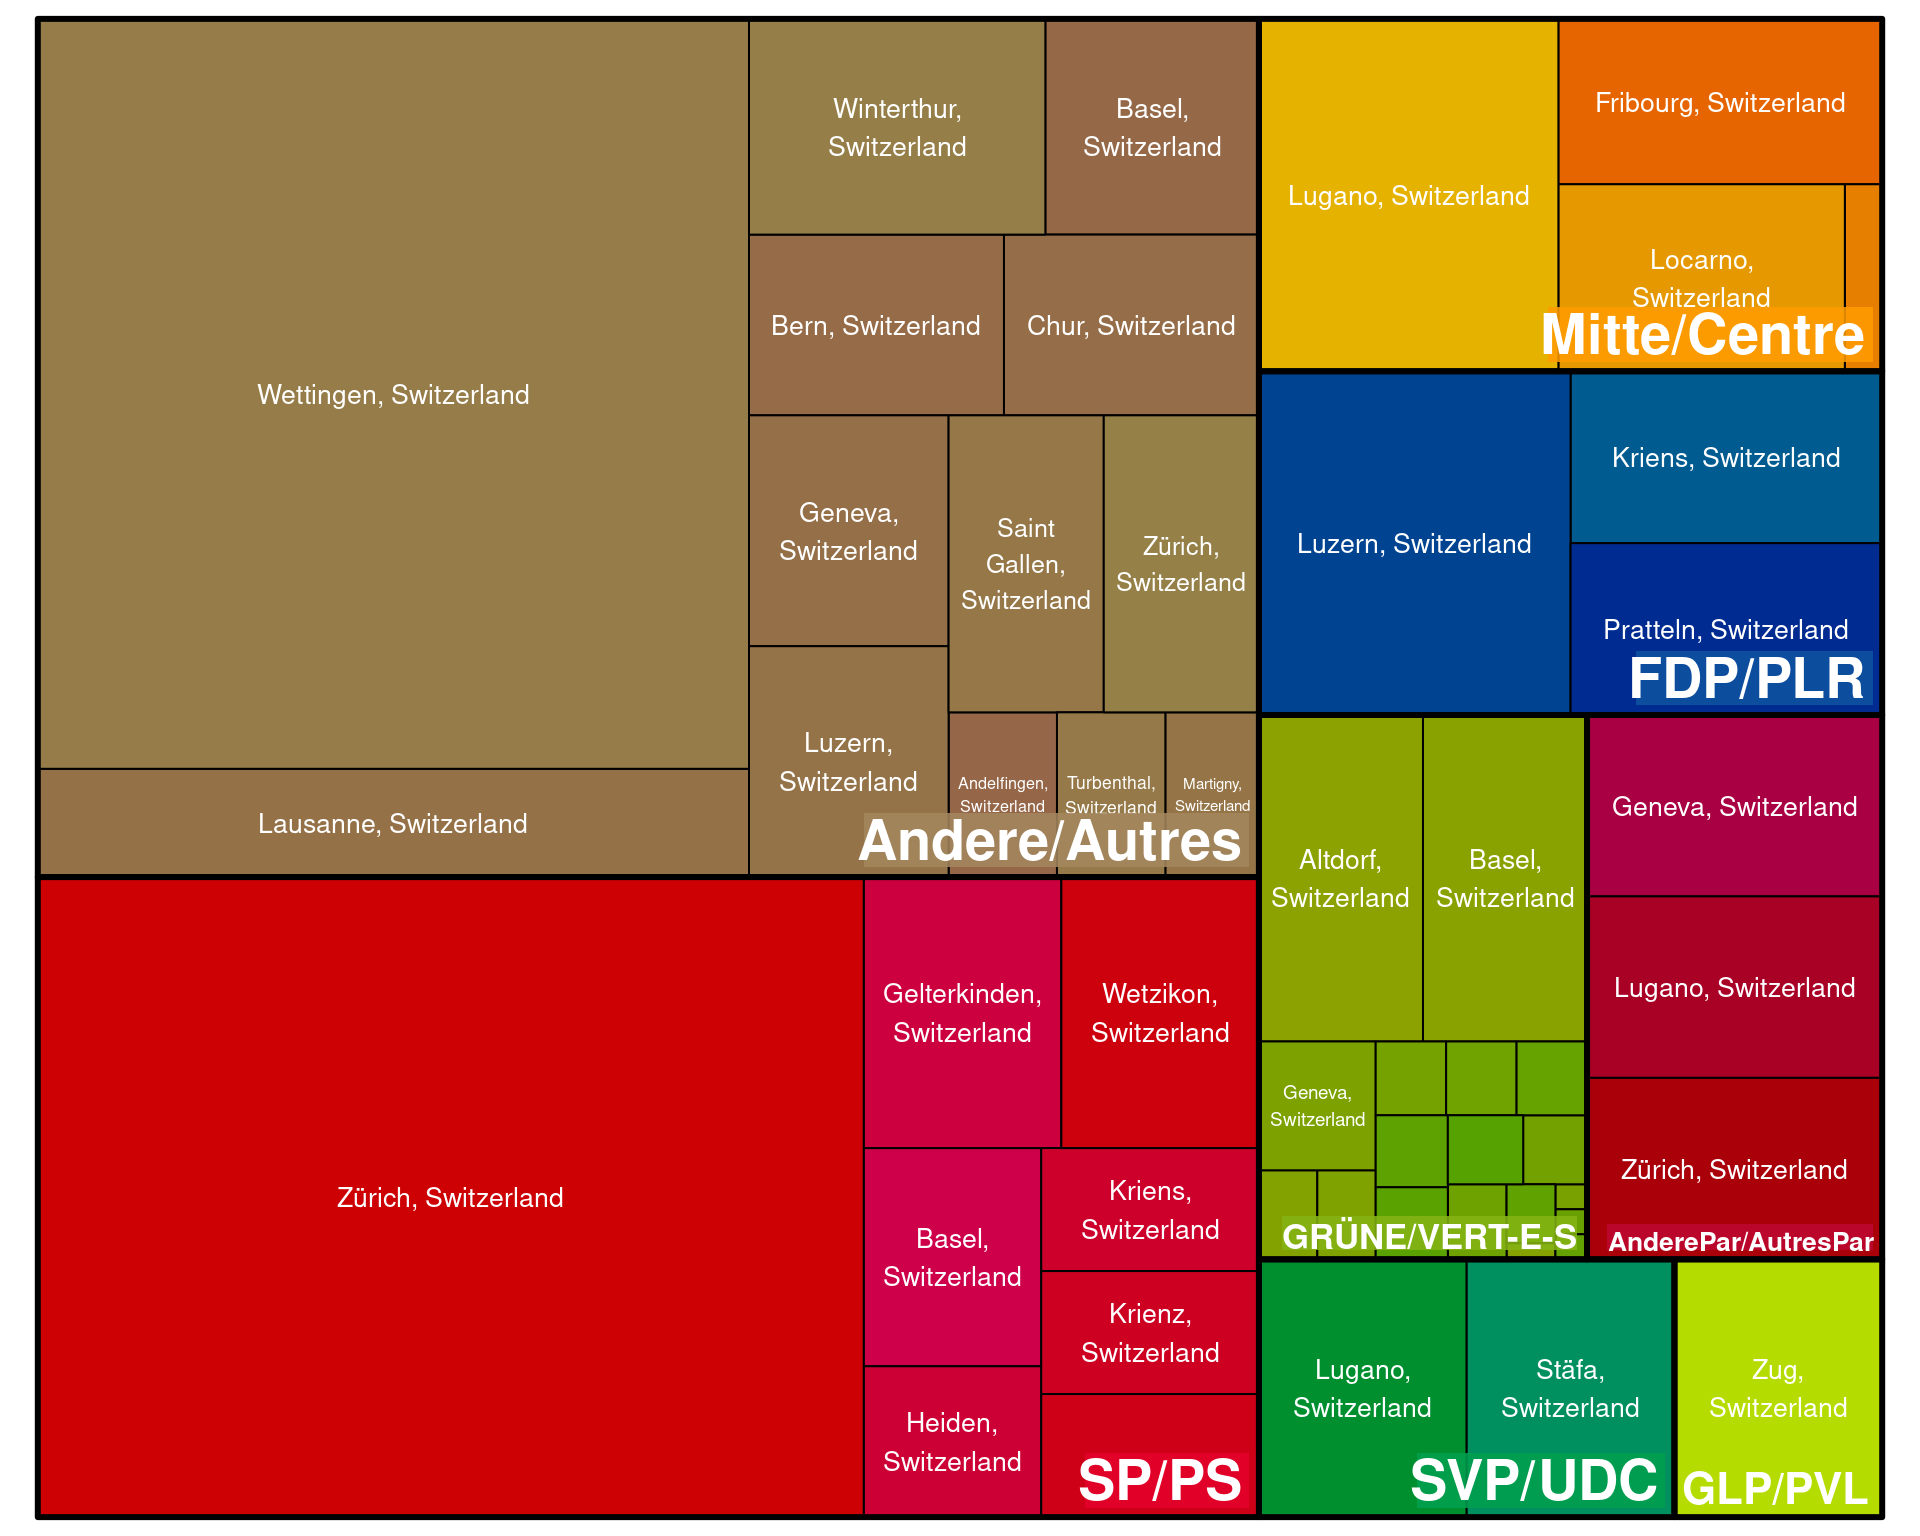 Wettingen, Switzerland
Lausanne, Switzerland
Winterthur,
Switzerland
Basel,
Switzerland
Bern, Switzerland
Chur, Switzerland
Geneva,
Switzerland
Luzern,
Switzerland
Saint
Gallen,
Switzerland
Zürich,
Switzerland
Andelfingen,
Switzerland
Turbenthal,
Switzerland
Martigny,
Switzerland
Andere/Autres
Zürich, Switzerland
Gelterkinden,
Switzerland
Wetzikon,
Switzerland
Basel,
Switzerland
Heiden,
Switzerland
Kriens,
Switzerland
Krienz,
Switzerland
SP/PS
Lugano, Switzerland
Fribourg, Switzerland
Locarno,
Switzerland
Mitte/Centre
Luzern, Switzerland
Kriens, Switzerland
Pratteln, Switzerland
FDP/PLR
Altdorf,
Switzerland
Basel,
Switzerland
Geneva,
Switzerland
GRÜNE/VERT-E-S
Geneva, Switzerland
Lugano, Switzerland
Zürich, Switzerland
AnderePar/AutresPar
Lugano,
Switzerland
Stäfa,
Switzerland
SVP/UDC
Zug,
Switzerland
GLP/PVL